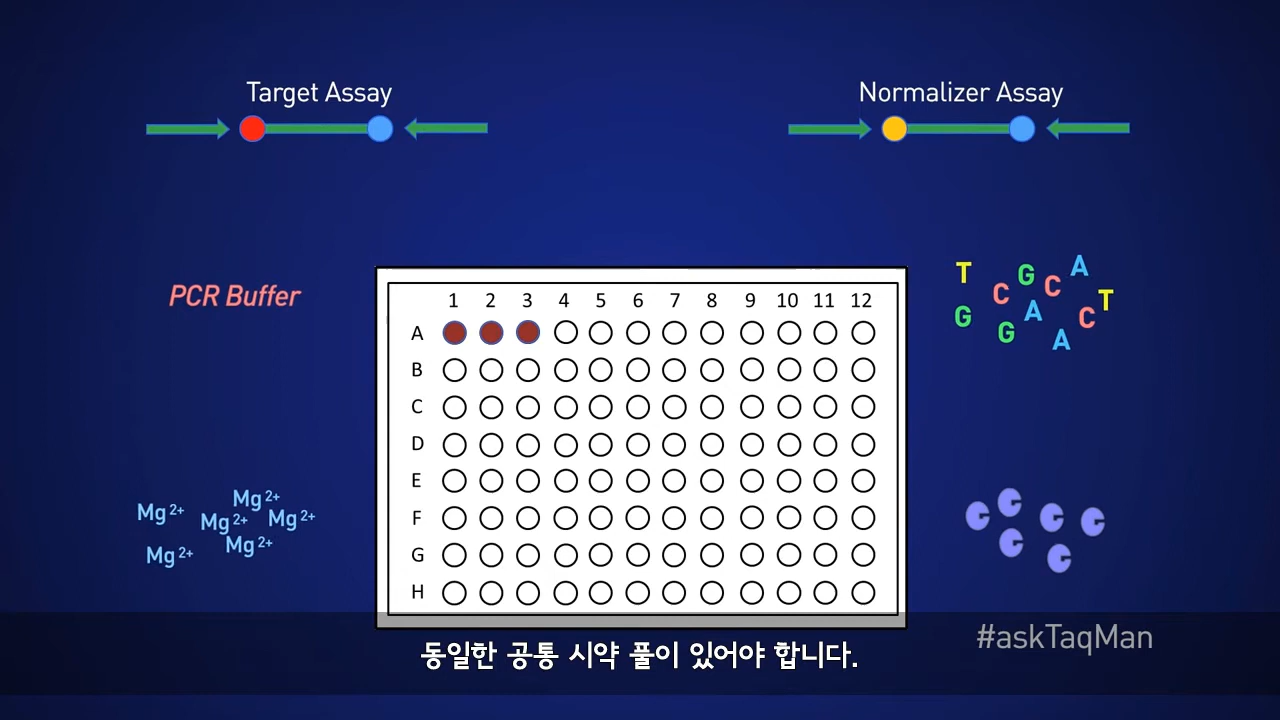 Target Assay
Normalizer Assay
PCR Buffer
T G A
C C T
G A C
G A
1 2 3 4 5 6 7 8 9 10 11 12
A
B
C
D
E
F
G
H
Mg2+ Mg2+
Mg2+ Mg2+
Mg2+ Mg2+
#askTaqMan
동일한 공통 시약 풀이 있어야 합니다.